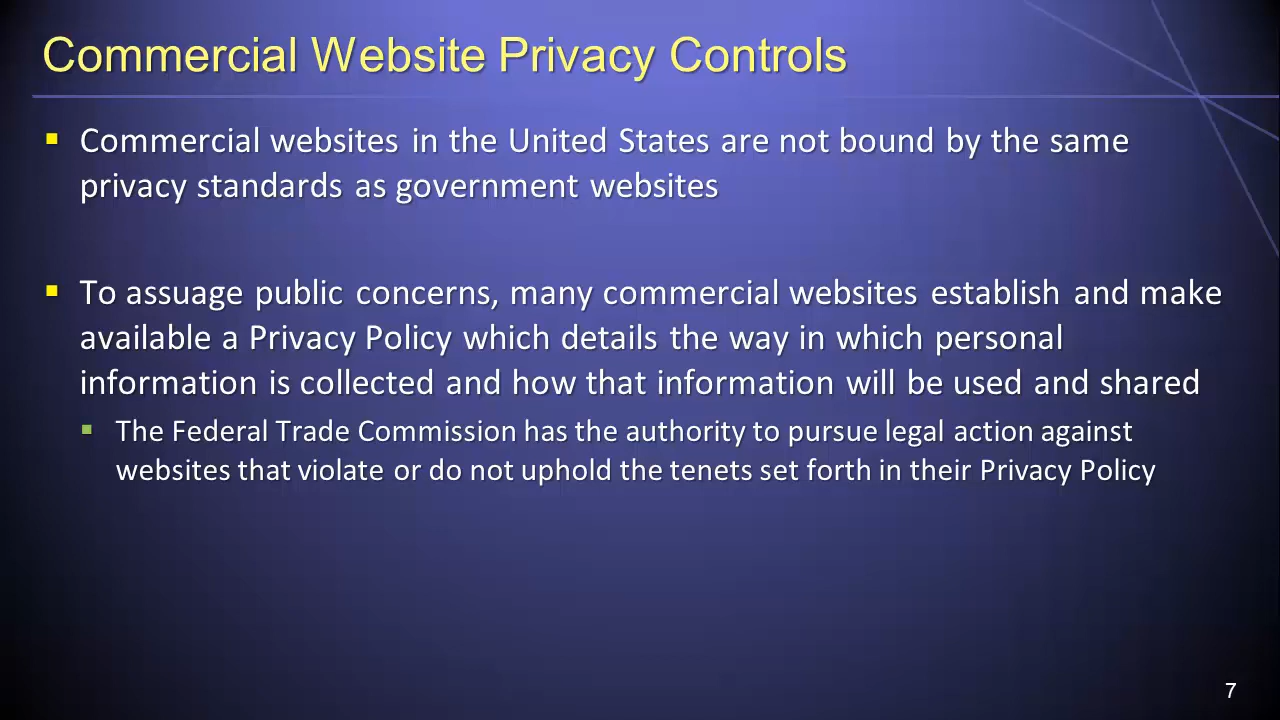 Commercial Website Privacy Controls
Commercial websites in the United States are not bound by the same
privacy standards as government websites
To assuage public concerns, many commercial websites establish and make
available a Privacy Policy which details the way in which personal
information is collected and how that information will be used and shared
The Federal Trade Commission has the authority to pursue legal action against
websites that violate or do not uphold the tenets set forth in their Privacy Policy
7